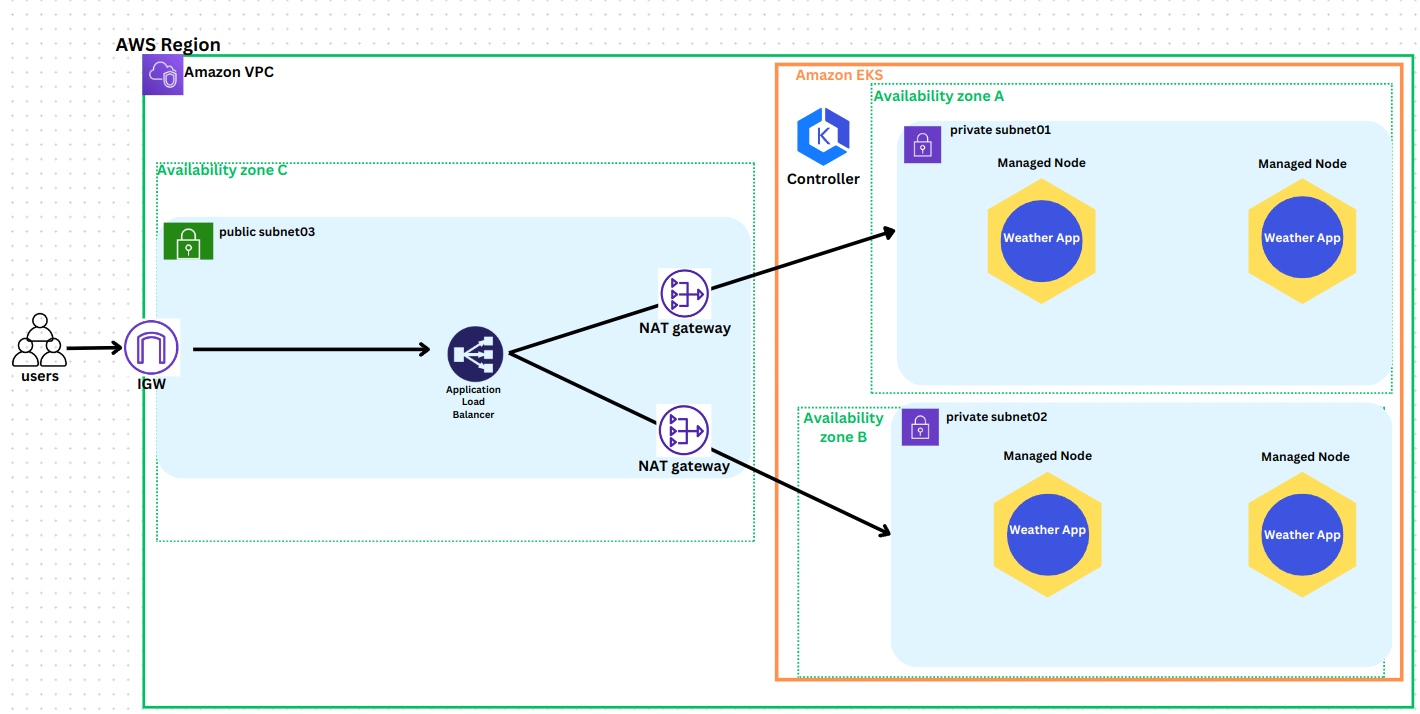 AWS Region
Amazon VPC
Amazon EKS
Availability zone A
private subnet01
Controller
Managed Node
Managed Node
Weather App
Weather App
Availability zone C
public subnet03
NAT gateway
users
IGW
Application
Load
Balancer
NAT gateway
Availability
zone B
private subnet02
Managed Node
Managed Node
Weather App
Weather App